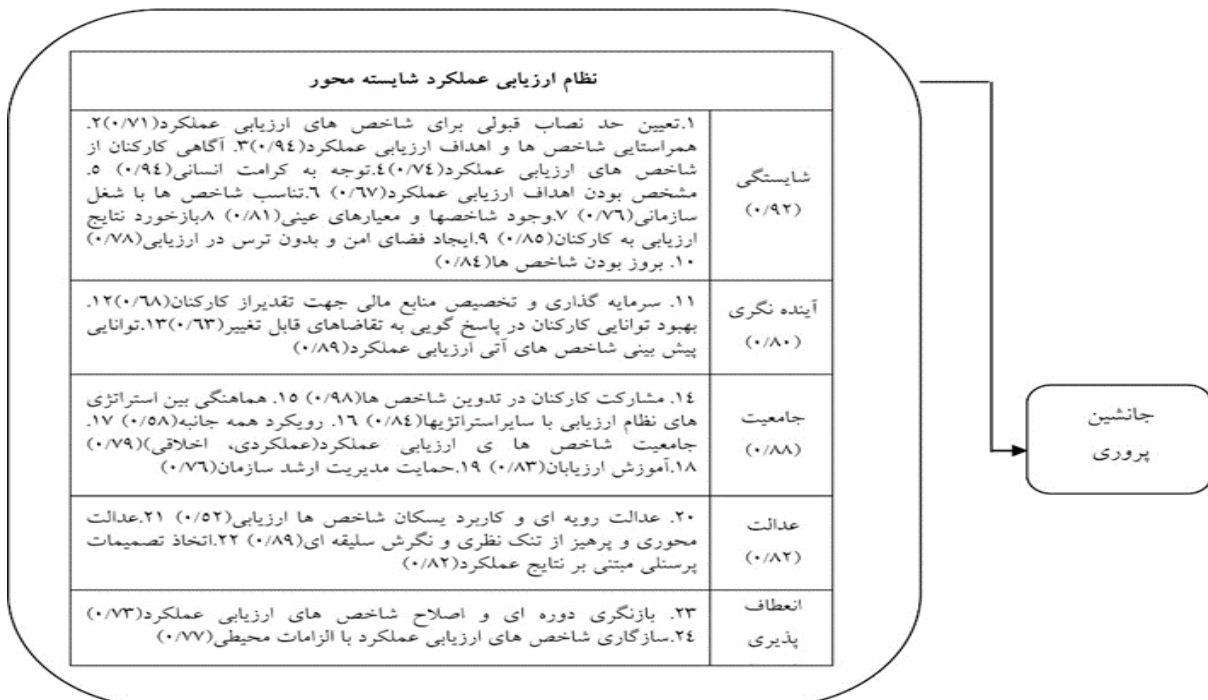 نظام ارزیابی عملکرد شایسته محور
شایستگی
(۰/۹۲)
۱.تعیین حد نصاب قبولی برای شاخص های ارزیابی عملکرد(۰/۷۱)۲.
همراستایی شاخص ها و اهداف ارزیابی عملکرد(۰/۹٤)۳. آگاهی کارکنان از
شاخص های ارزیابی عملکرد(۰/۷٤)٤.توجه به کرامت انسانی(۰/۹٤) ٥.
مشخص بودن اهداف ارزیابی عملکرد(۰/٦۷) ٦.تناسب شاخص ها با شغل
سازمانی(۰/۷٦) ۷.وجود شاخصها و معیارهای عینی(۰/۸۱) ۸.بازخورد نتایج
ارزیابی به کارکنان(۰/۸٥) ۹.ایجاد فضای امن و بدون ترس در ارزیابی(۰/۷۸)
۱۰. بروز بودن شاخص ها(۰/۸٤)
آینده نگری
(۰/۸۰)
۱۱. سرمایه گذاری و تخصیص منابع مالی جهت تقدیراز کارکنان(۰/٦۸)۱۲.
بهبود توانایی کارکنان در پاسخ گویی به تقاضاهای قابل تغییر(۰/٦۳)۱۳.توانایی
پیش بینی شاخص های آتی ارزیابی عملکرد(۰/۸۹)
جامعیت
(۰/۸۸)
۱٤. مشارکت کارکنان در تدوین شاخص ها(۰/۹۸) ۱٥. هماهنگی بین استراتژی
های نظام ارزیابی با سایراستراتژیها(۰/۸٤) ۱٦. رویکرد همه جانبه(۰/٥۸) ۱۷.
جامعیت شاخص ها ی ارزیابی عملکرد(عملکردی، اخلاقی)(۰/۷۹)
۱۸.آموزش ارزیابان(۰/۸۳) ۱۹.حمایت مدیریت ارشد سازمان(۰/۷٦)
عدالت
(۰/۸۲)
۲۰. عدالت رویه ای و کاربرد یسکان شاخص ها ارزیابی(۰/٥۲) ۲۱.عدالت
محوری و پرهیز از تنک نظری و نگرش سلیقه ای(۰/۸۹) ۲۲.اتخاذ تصمیمات
پرسنلی مبتنی بر نتایج عملکرد(۰/۸۲)
انعطاف
پذیری
۲۳. بازنگری دوره ای و اصلاح شاخص های ارزیابی عملکرد(۰/۷۳)
۲٤.سازگاری شاخص های ارزیابی عملکرد با الزامات محیطی(۰/۷۷)
جانشین
پروری